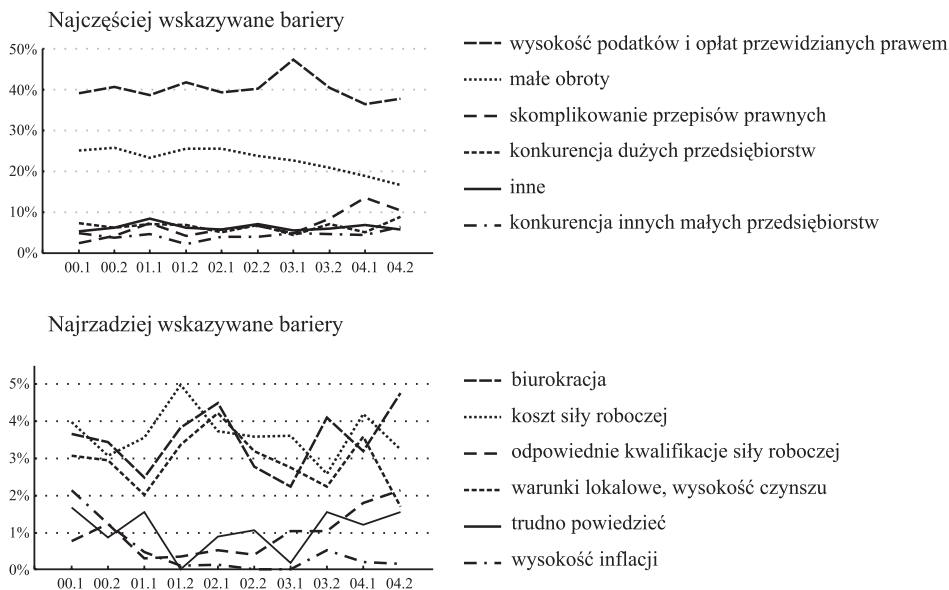 Najczęściej wskazywane bariery
50%
40%
30%
20%
10%
0%
00.1 00.2 01.1 01.2 02.1 02.2 03.1 03.2 04.1 04.2
wysokość podatków i opłat przewidzianych prawem
małe obroty
skomplikowanie przepisów prawnych
konkurencja dużych przedsiębiorstw
inne
konkurencja innych małych przedsiębiorstw
Najrzadziej wskazywane bariery
5%
4%
3%
2%
1%
0%
00.1 00.2 01.1 01.2 02.1 02.2 03.1 03.2 04.1 04.2
biurokracja
koszt siły roboczej
odpowiednie kwalifikacje siły roboczej
warunki lokalowe, wysokość czynszu
trudno powiedzieć
wysokość inflacji